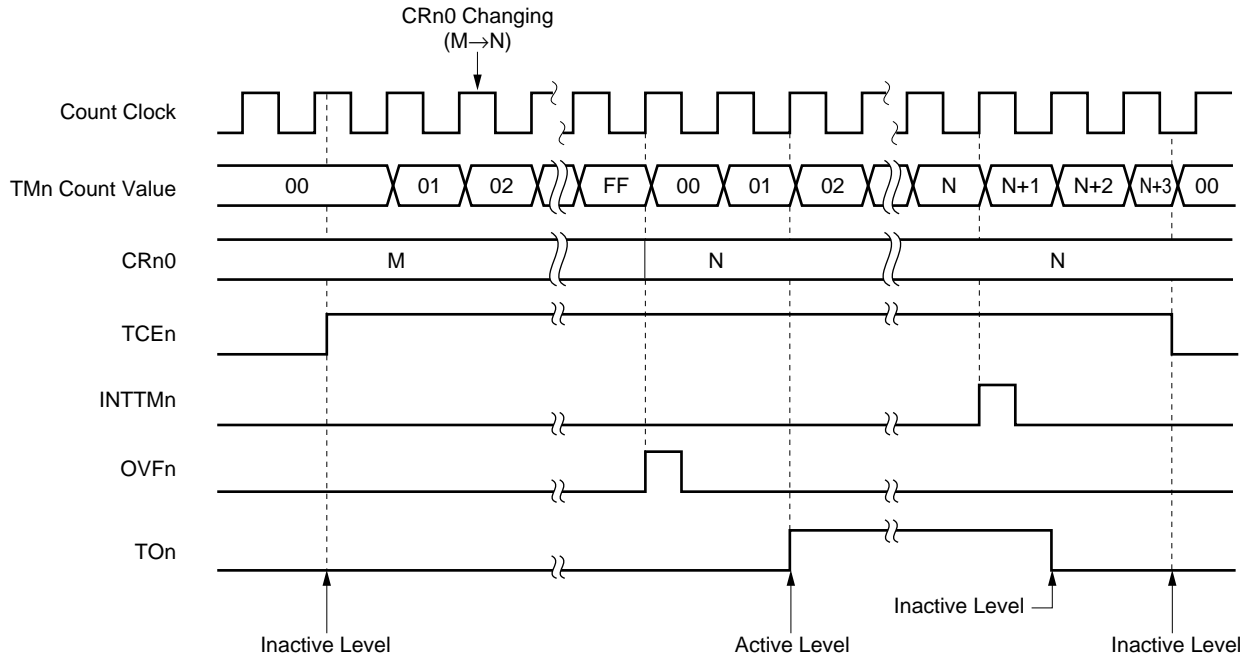 CRn0 Changing
(M→N)
Count Clock
TMn Count Value
00 01 02 FF 00 01 02 N N+1 N+2 N+3 00
CRn0
M N N
TCEn
INTTMn
OVFn
TOn
Inactive Level
Inactive Level Active Level Inactive Level